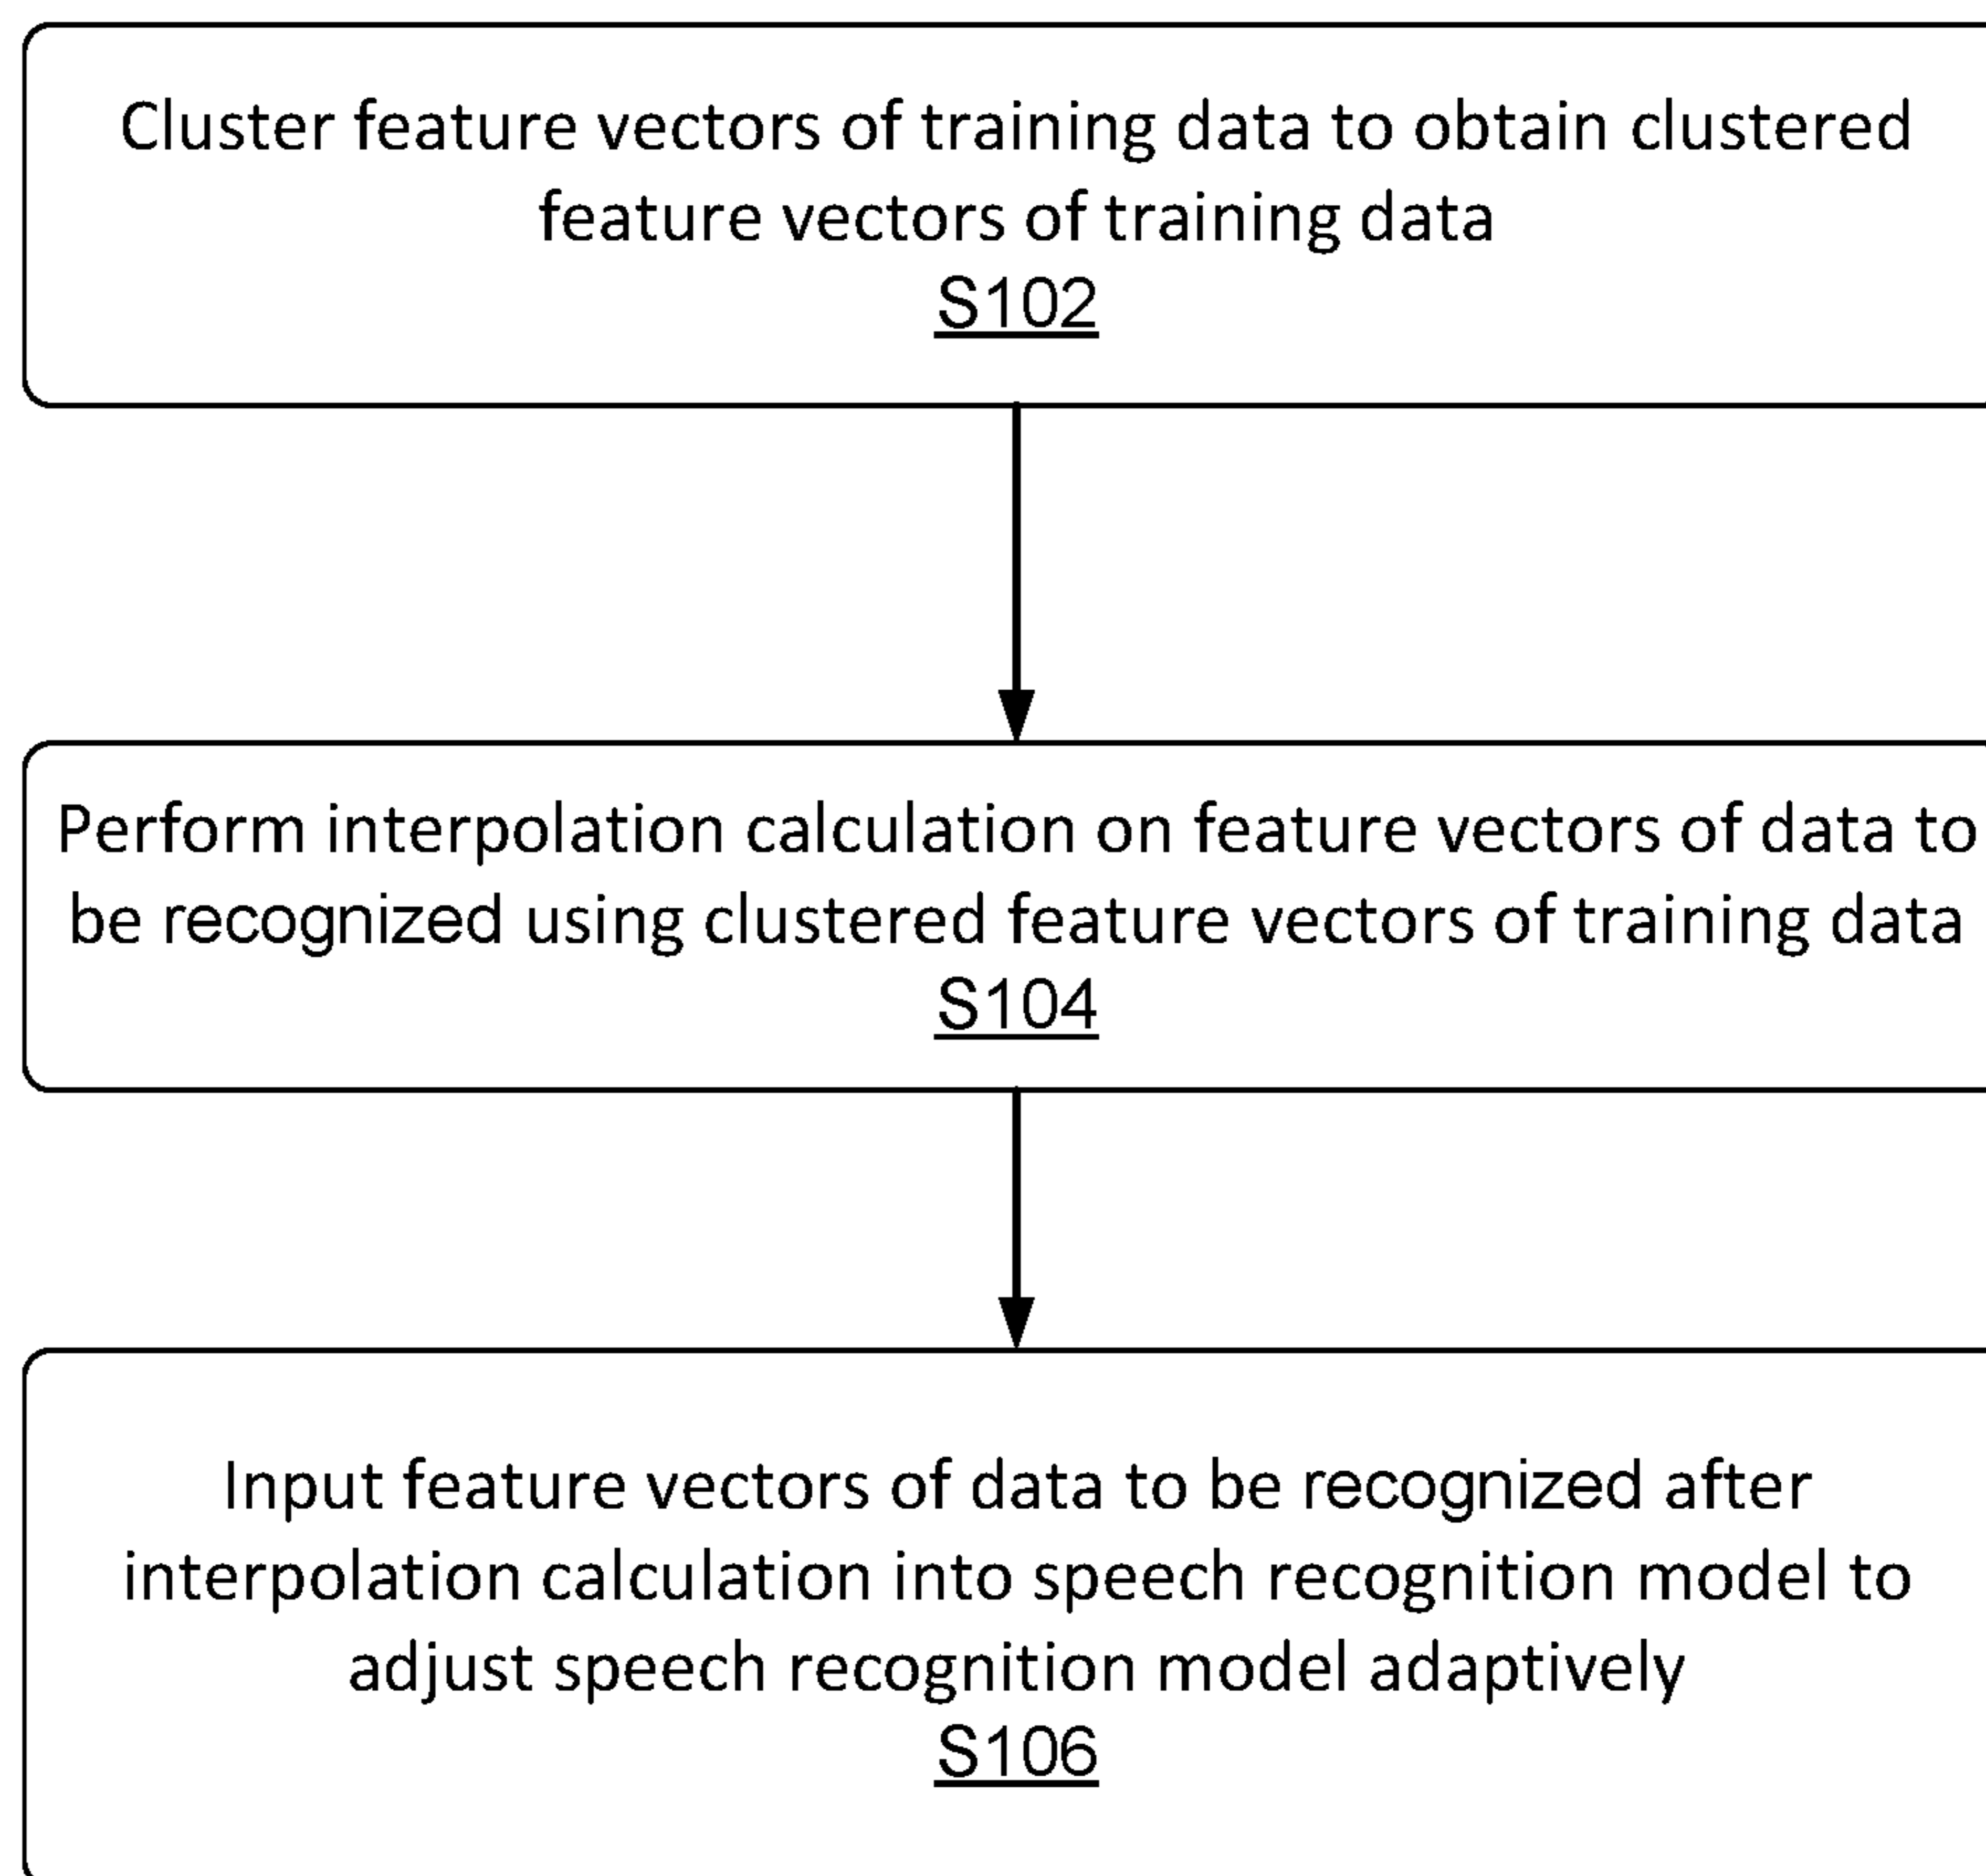 Cluster feature vectors of training data to obtain clustered
feature vectors of training data
S102
Perform interpolation calculation on feature vectors of data to
be recognized using clustered feature vectors of training data
S104
Input feature vectors of data to be recognized after
interpolation calculation into speech recognition model to
adjust speech recognition model adaptively
S106